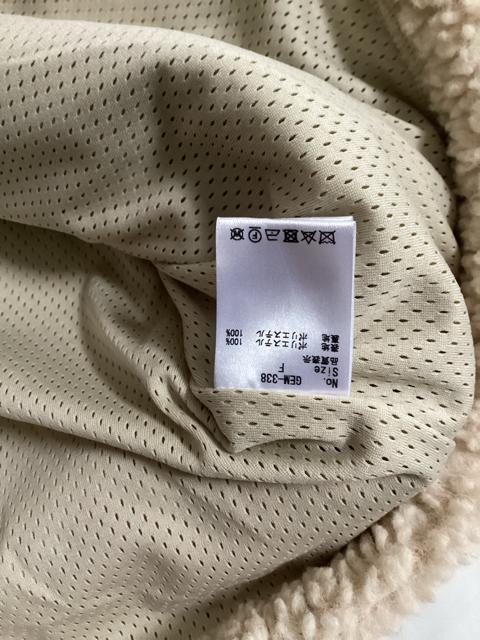 No. GEM-338
Size F
品質表示
表地 ポリエステル 100%
裏地 ポリエステル 100%